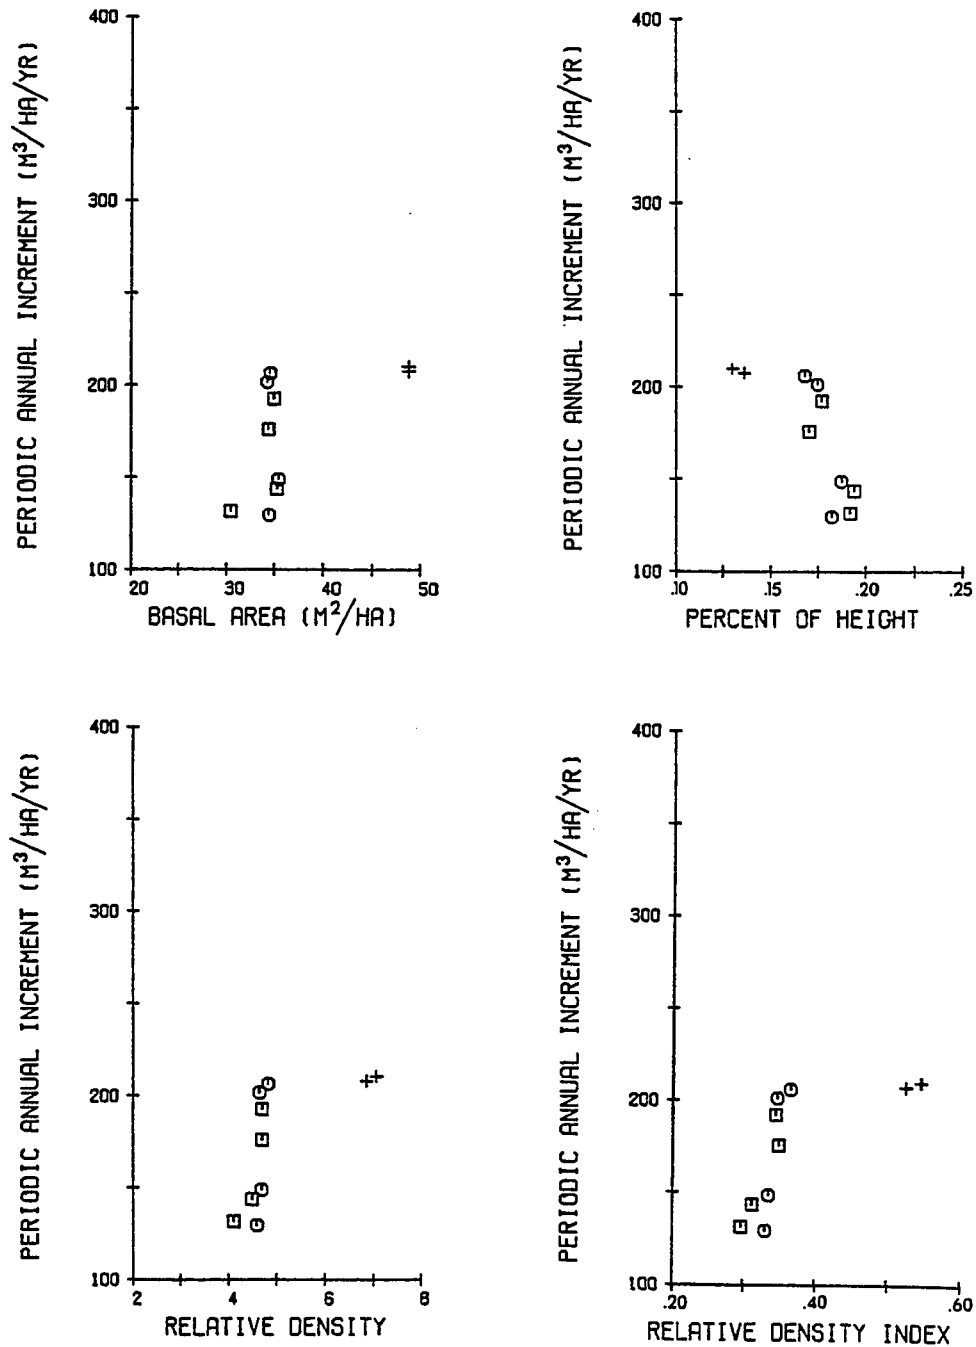 400
300
200
100
PERIODIC ANNUAL INCREMENT (M³/HA/YR)
20 30 40 50
BASAL AREA (M²/HA)
400
300
200
100
PERIODIC ANNUAL INCREMENT (M³/HA/YR)
.10 .15 .20 .25
PERCENT OF HEIGHT
400
300
200
100
PERIODIC ANNUAL INCREMENT (M³/HA/YR)
2 4 6 8
RELATIVE DENSITY
400
300
200
100
PERIODIC ANNUAL INCREMENT (M³/HA/YR)
.20 .40 .60
RELATIVE DENSITY INDEX